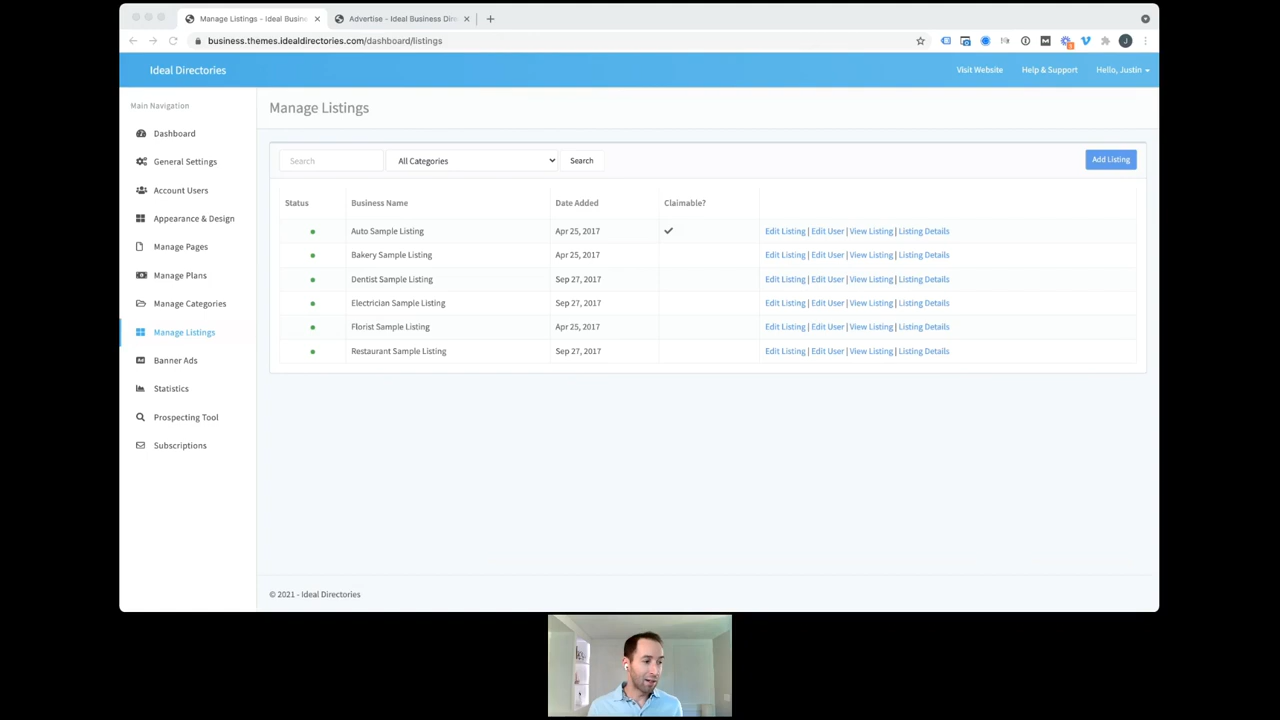 Manage Listings - Ideal Busin
Advertise - Ideal Business Dir
business.themes.idealdirectories.com/dashboard/listings
J
Ideal Directories
Visit Website
Help & Support
Hello, Justin
Main Navigation
Dashboard
General Settings
Account Users
Appearance & Design
Manage Pages
Manage Plans
Manage Categories
Manage Listings
Banner Ads
Statistics
Prospecting Tool
Subscriptions
Manage Listings
Search All Categories Search Add Listing
Status Business Name Date Added Claimable?
Auto Sample Listing Apr 25, 2017 Edit Listing | Edit User | View Listing | Listing Details
Bakery Sample Listing Apr 25, 2017 Edit Listing | Edit User | View Listing | Listing Details
Dentist Sample Listing Sep 27, 2017 Edit Listing | Edit User | View Listing | Listing Details
Electrician Sample Listing Sep 27, 2017 Edit Listing | Edit User | View Listing | Listing Details
Florist Sample Listing Apr 25, 2017 Edit Listing | Edit User | View Listing | Listing Details
Restaurant Sample Listing Sep 27, 2017 Edit Listing | Edit User | View Listing | Listing Details
© 2021 - Ideal Directories